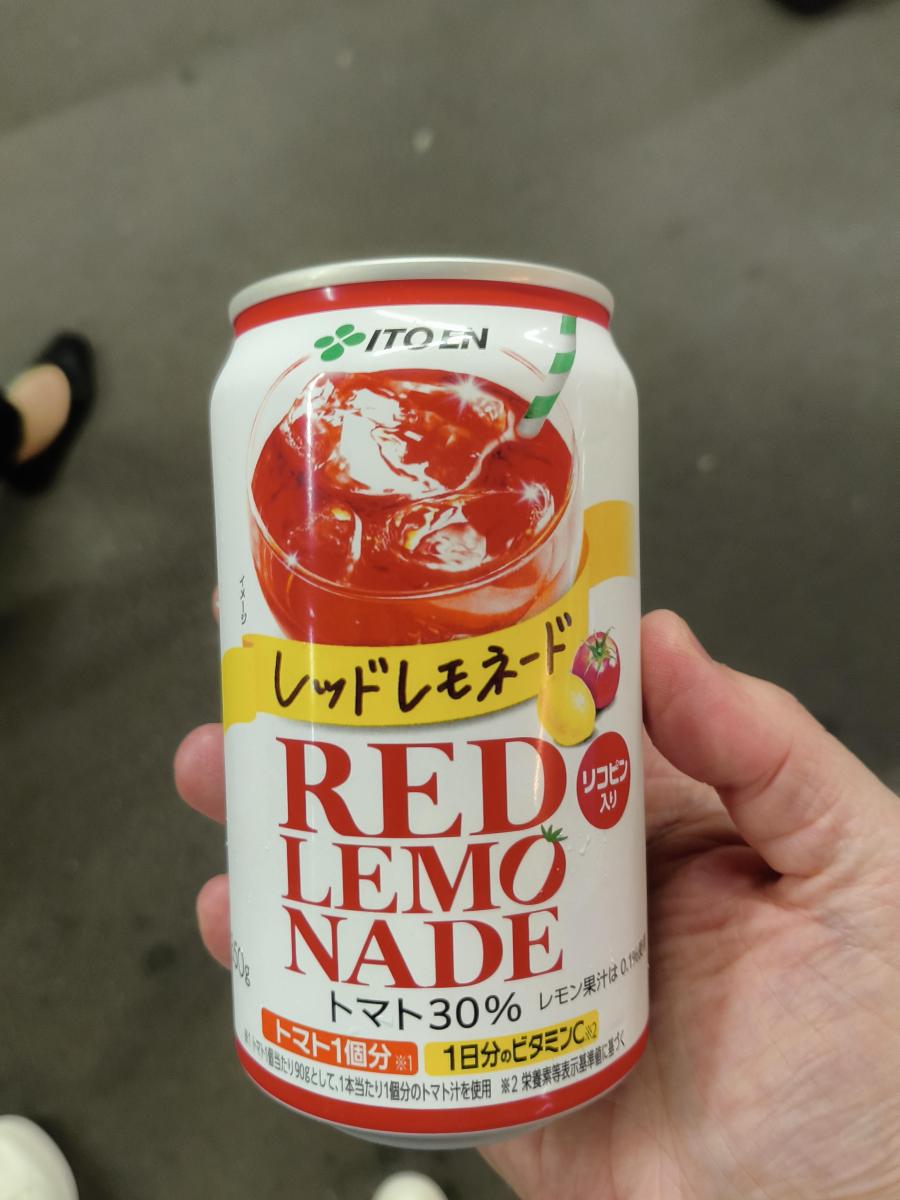 ITO EN
イメージ
レッドレモネード
リコピン
入り
RED
LEMO
NADE
50g
トマト30%
レモン果汁は 0.1%使用
トマト1個分※1
1日分のビタミンC※2
※1 トマト1個当たり90gとして、1本当たり1個分のトマト汁を使用 ※2 栄養素等表示基準値に基づく